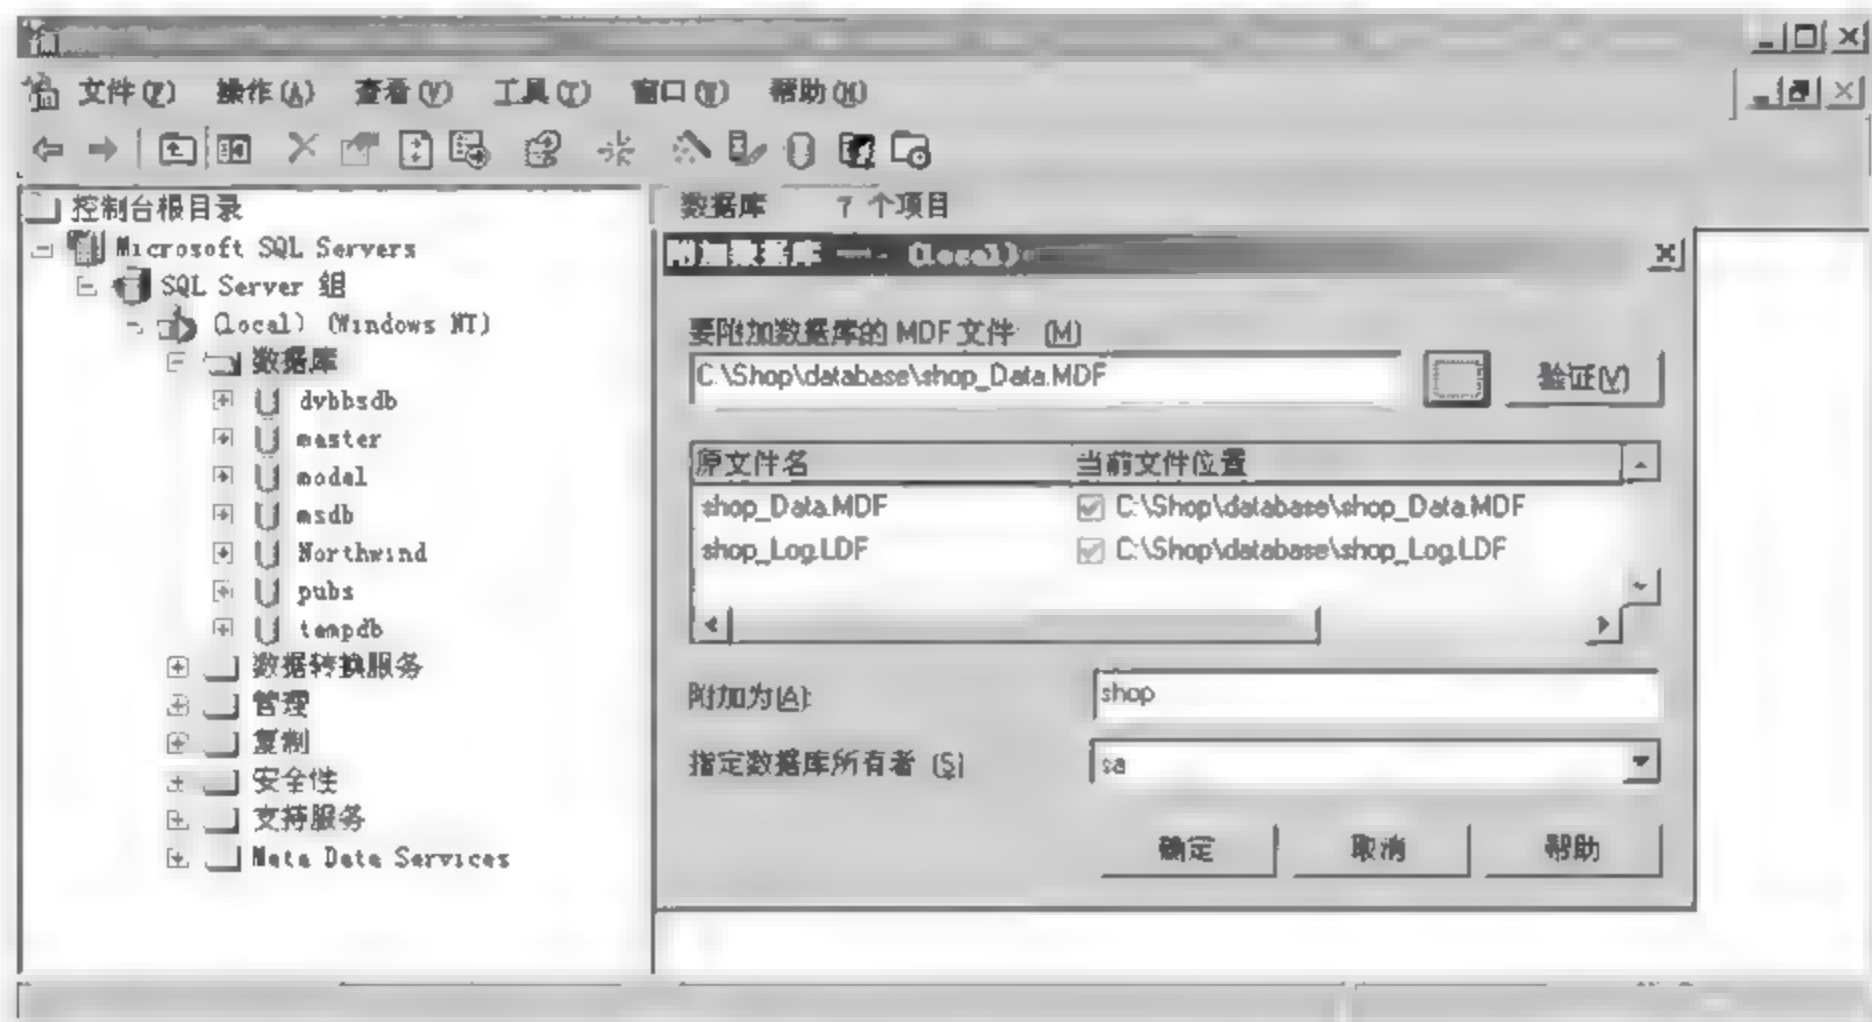 文件(F) 操作(A) 查看(V) 工具(T) 窗口(W) 帮助(H)
控制台根目录
Microsoft SQL Servers
SQL Server 组
(local) (Windows NT)
数据库
dvbbsdb
master
model
msdb
Northwind
pubs
tempdb
数据转换服务
管理
复制
安全性
支持服务
Meta Data Services
数据库 7 个项目
附加数据库 — - (local)
要附加数据库的 MDF 文件 (M)
C:\Shop\database\shop_Data.MDF
验证(V)
原文件名 当前文件位置
shop_Data.MDF C:\Shop\database\shop_Data.MDF
shop_Log.LDF C:\Shop\database\shop_Log.LDF
附加为(A): shop
指定数据库所有者 (S) sa
确定 取消 帮助